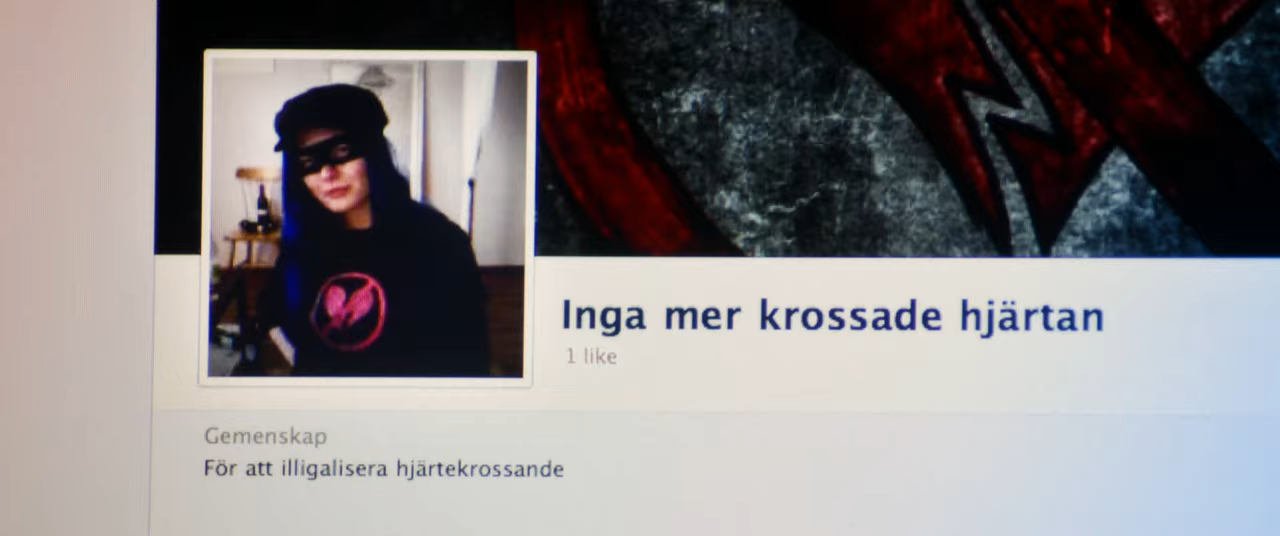 Inga mer krossade hjärtan
1 like
Gemenskap
För att illigalisera hjärtekrossande